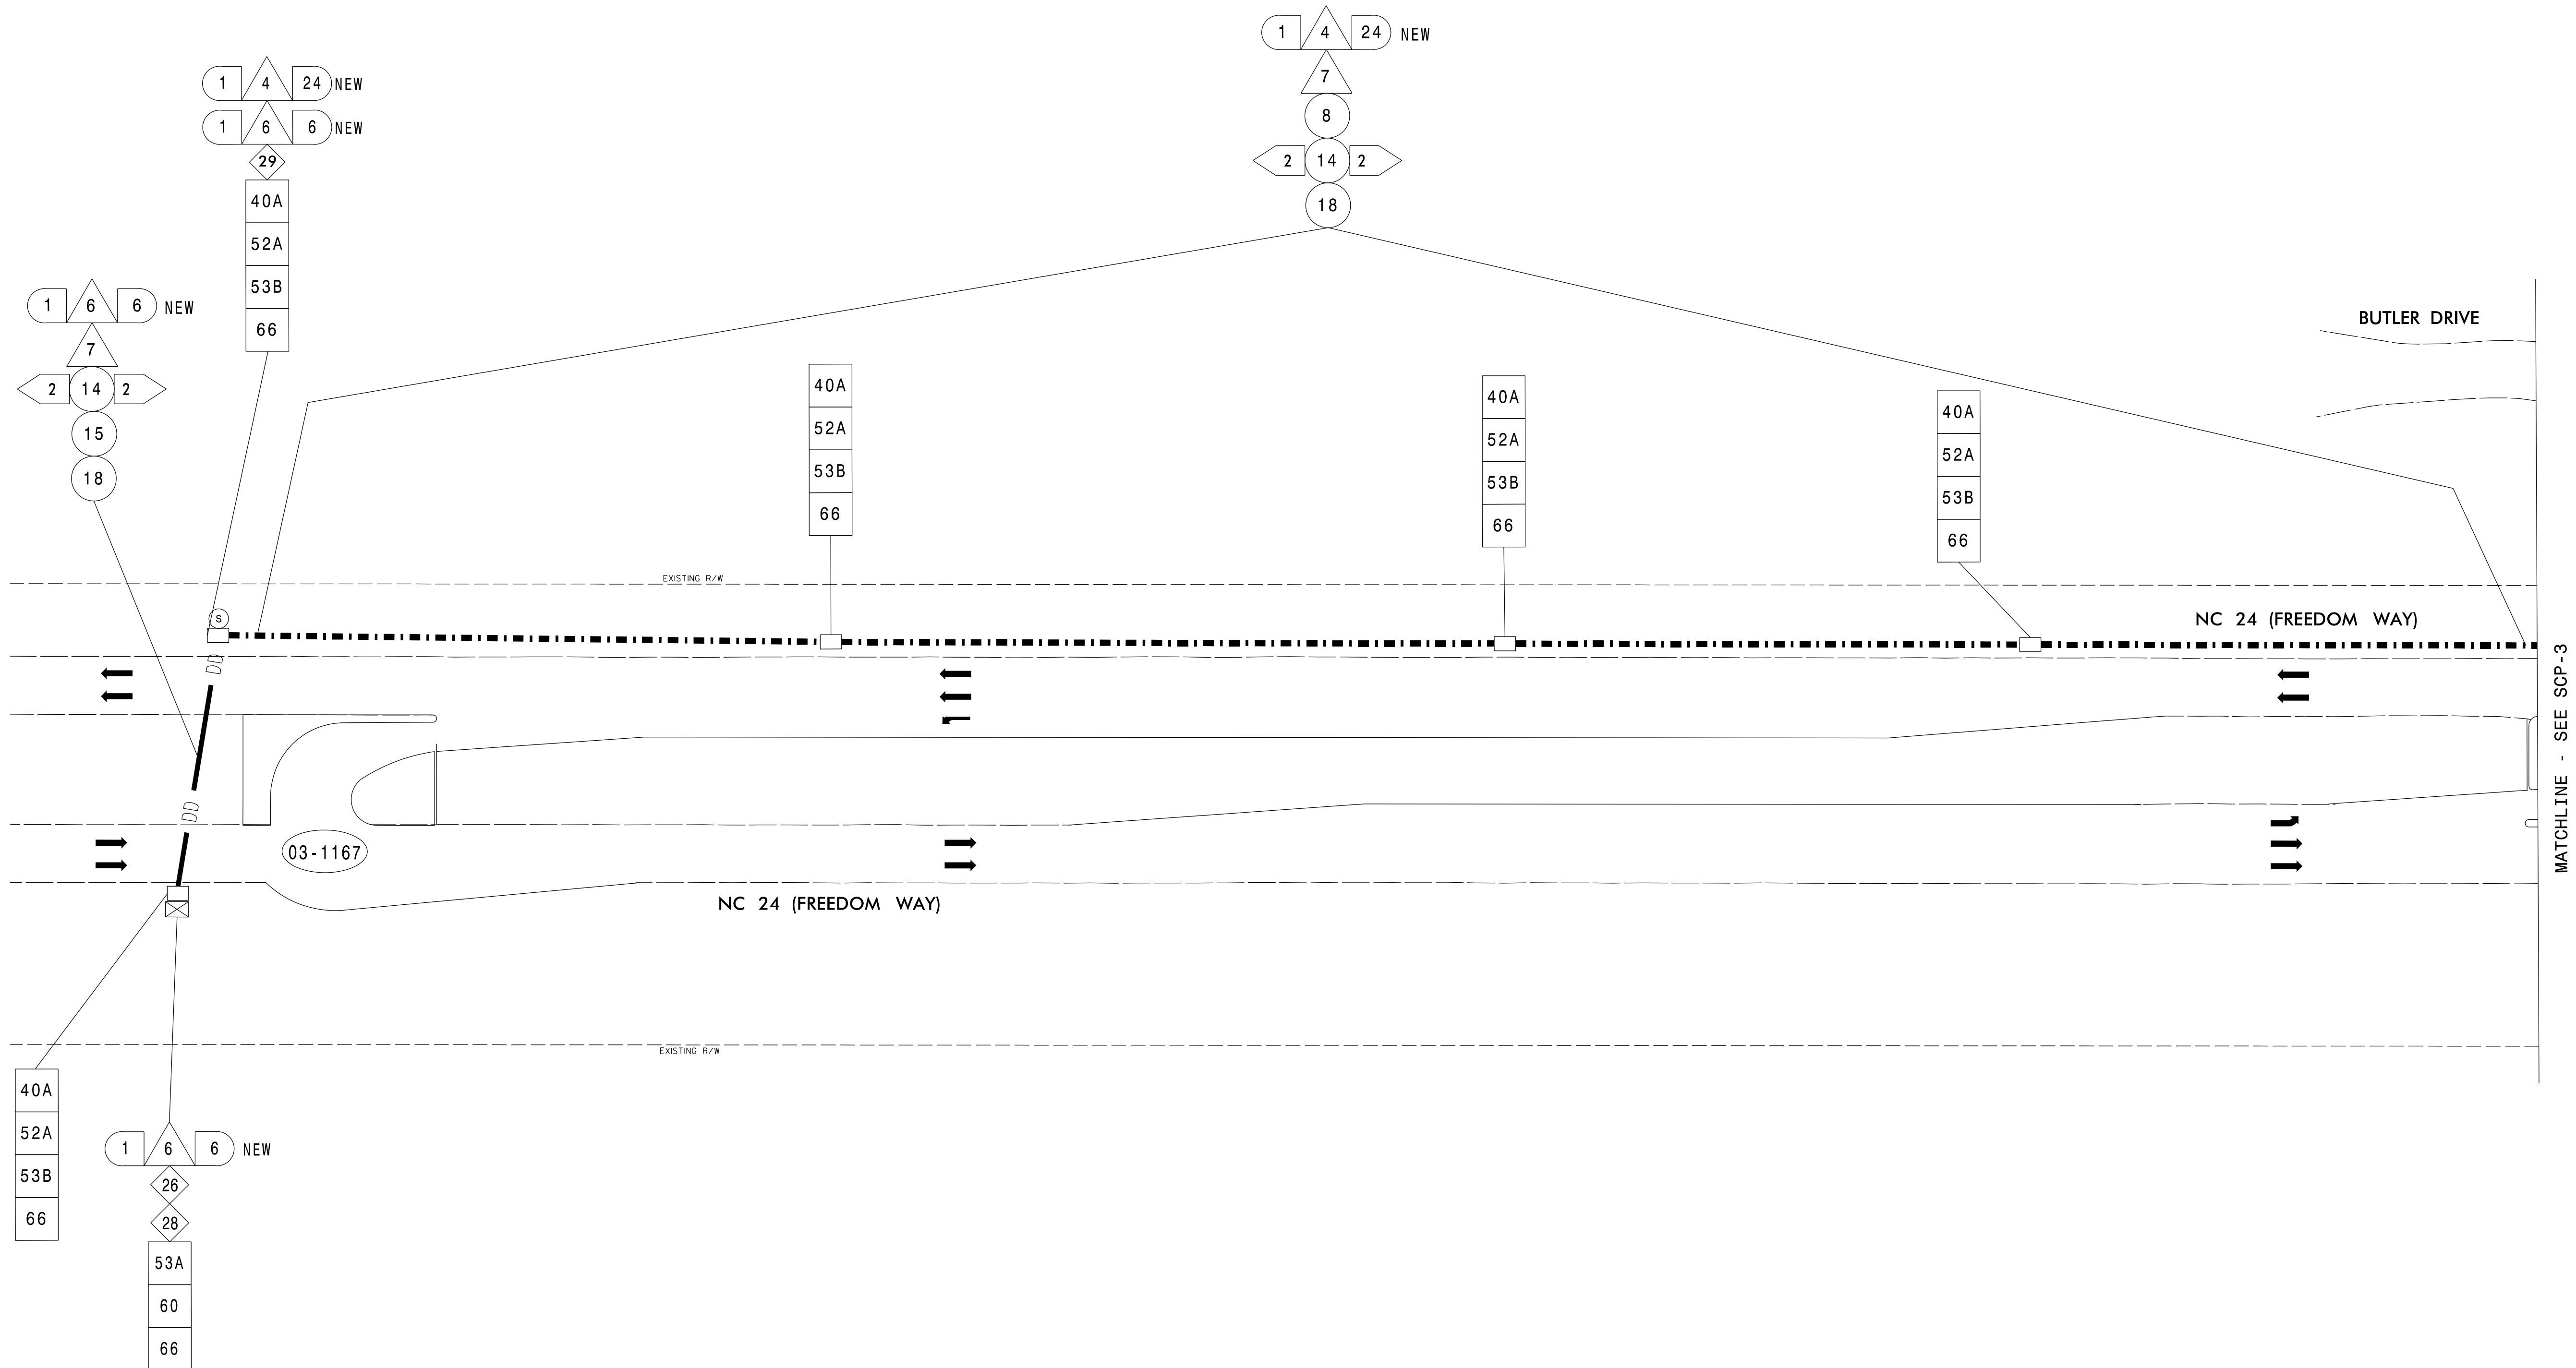 1 4 24 NEW
7
8
2 14 2
18
1 4 24 NEW
1 6 6 NEW
29
40A
52A
53B
66
1 6 6 NEW
7
2 14 2
15
18
40A
52A
53B
66
40A
52A
53B
66
40A
52A
53B
66
BUTLER DRIVE
EXISTING R/W
S
NC 24 (FREEDOM WAY)
DD
DD
03-1167
NC 24 (FREEDOM WAY)
MATCHLINE - SEE SCP-3
EXISTING R/W
40A
52A
53B
66
1 6 6 NEW
26
28
53A
60
66